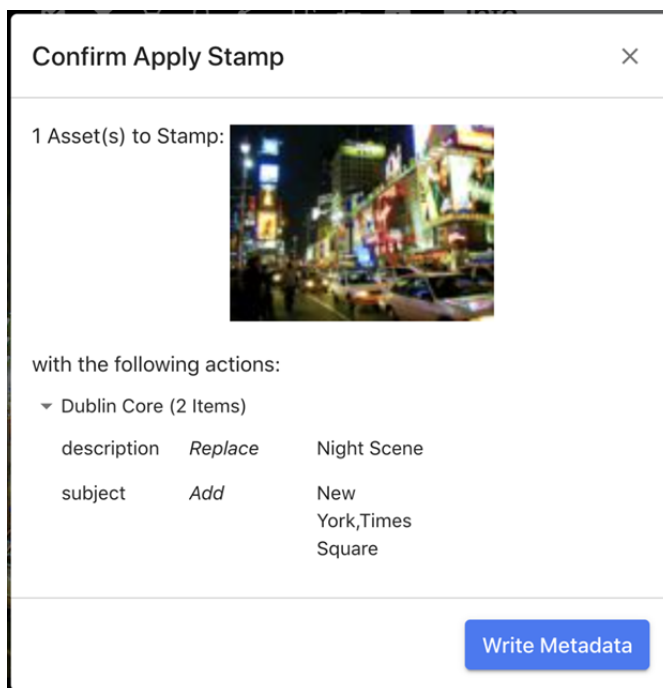 Confirm Apply Stamp
1 Asset(s) to Stamp:
with the following actions:
Dublin Core (2 Items)
description Replace Night Scene
subject Add New
York,Times
Square
Write Metadata